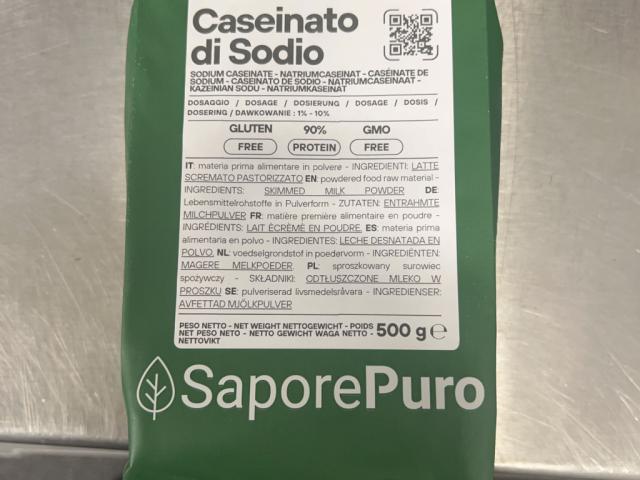 Caseinato
di Sodio
SODIUM CASEINATE - NATRIUMCASEINAT - CASÉINATE DE
SODIUM - CASEINATO DE SODIO - NATRIUMCASEINAAT -
KAZEINIAN SODU - NATRIUMKASEINAT
DOSAGGIO / DOSAGE / DOSIERUNG / DOSAGE / DOSIS /
DOSERING / DAWKOWANIE : 1% - 10%
GLUTEN 90% GMO
FREE PROTEIN FREE
IT: materia prima alimentare in polvere - INGREDIENTI: LATTE
SCREMATO PASTORIZZATO EN: powdered food raw material -
INGREDIENTS: SKIMMED MILK POWDER DE:
Lebensmittelrohstoffe in Pulverform - ZUTATEN: ENTRAHMTE
MILCHPULVER FR: matière première alimentaire en poudre -
INGRÉDIENTS: LAIT ÉCRÉMÉ EN POUDRE. ES: materia prima
alimentaria en polvo - INGREDIENTES: LECHE DESNATADA EN
POLVO. NL: voedselgrondstof in poedervorm - INGREDIËNTEN:
MAGERE MELKPOEDER. PL: sproszkowany surowiec
spożywczy - SKŁADNIKI: ODTŁUSZCZONE MLEKO W
PROSZKU SE: pulveriserad livsmedelsråvara - INGREDIENSER:
AVFETTAD MJÖLKPULVER
PESO NETTO - NET WEIGHT NETTOGEWICHT - POIDS
NET PESO NETO - NETTO GEWICHT WAGA NETTO -
NETTOVIKT
500 g ℮
SaporePuro